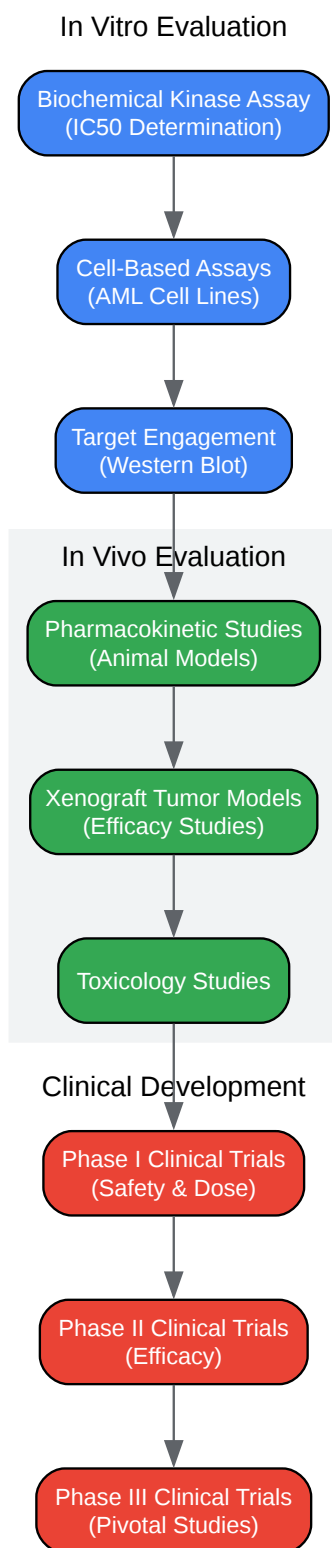 In Vitro Evaluation
Biochemical Kinase Assay
(IC50 Determination)
Cell-Based Assays
(AML Cell Lines)
Target Engagement
(Western Blot)
In Vivo Evaluation
Pharmacokinetic Studies
(Animal Models)
Xenograft Tumor Models
(Efficacy Studies)
Toxicology Studies
Clinical Development
Phase I Clinical Trials
(Safety & Dose)
Phase II Clinical Trials
(Efficacy)
Phase III Clinical Trials
(Pivotal Studies)